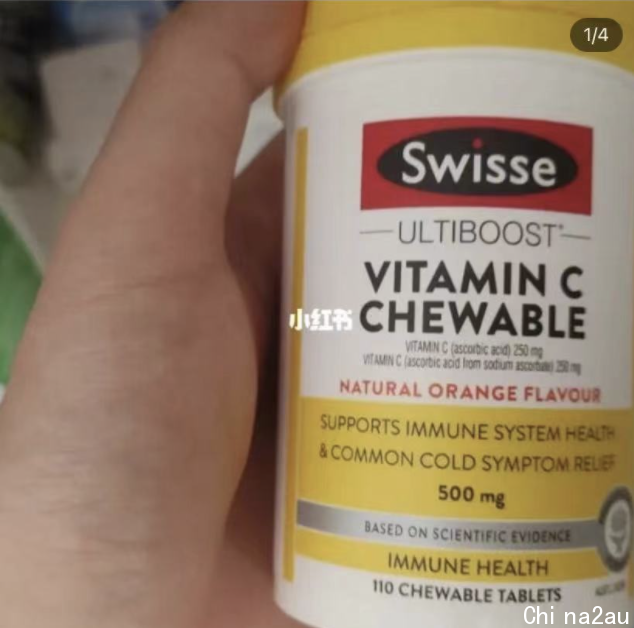 1/4
Swisse
ULTIBOOST
VITAMIN C
小红书
CHEWABLE
VITAMIN C (ascorbic acid) 250 mg
VITAMIN C (ascorbic acid from sodium ascorbate) 250 mg
NATURAL ORANGE FLAVOUR
SUPPORTS IMMUNE SYSTEM HEALTH
& COMMON COLD SYMPTOM RELIEF
500 mg
BASED ON SCIENTIFIC EVIDENCE
IMMUNE HEALTH
110 CHEWABLE TABLETS
Chi na2au